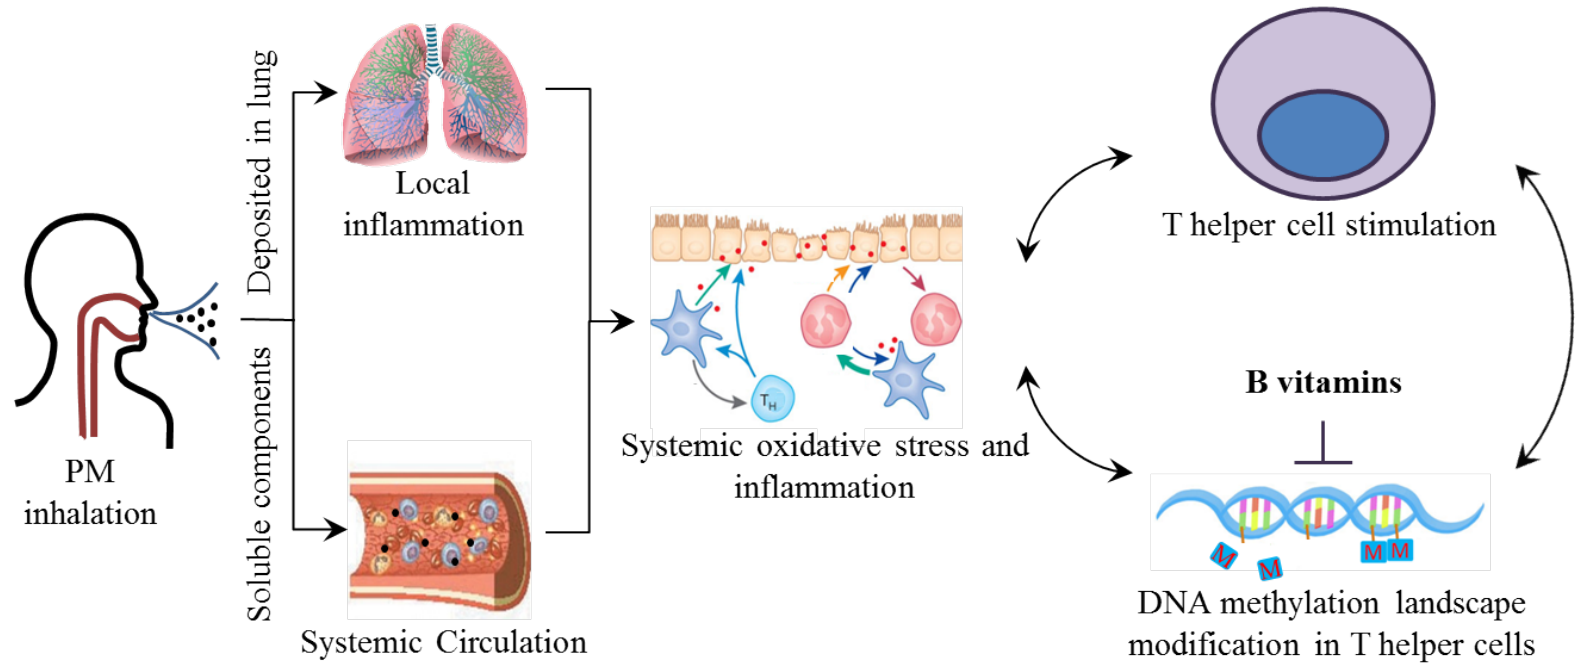 PM
inhalation
Deposited in lung
Soluble components
Local
inflammation
Systemic Circulation
T
H
Systemic oxidative stress and
inflammation
T helper cell stimulation
B vitamins
M
M
M
M
DNA methylation landscape
modification in T helper cells